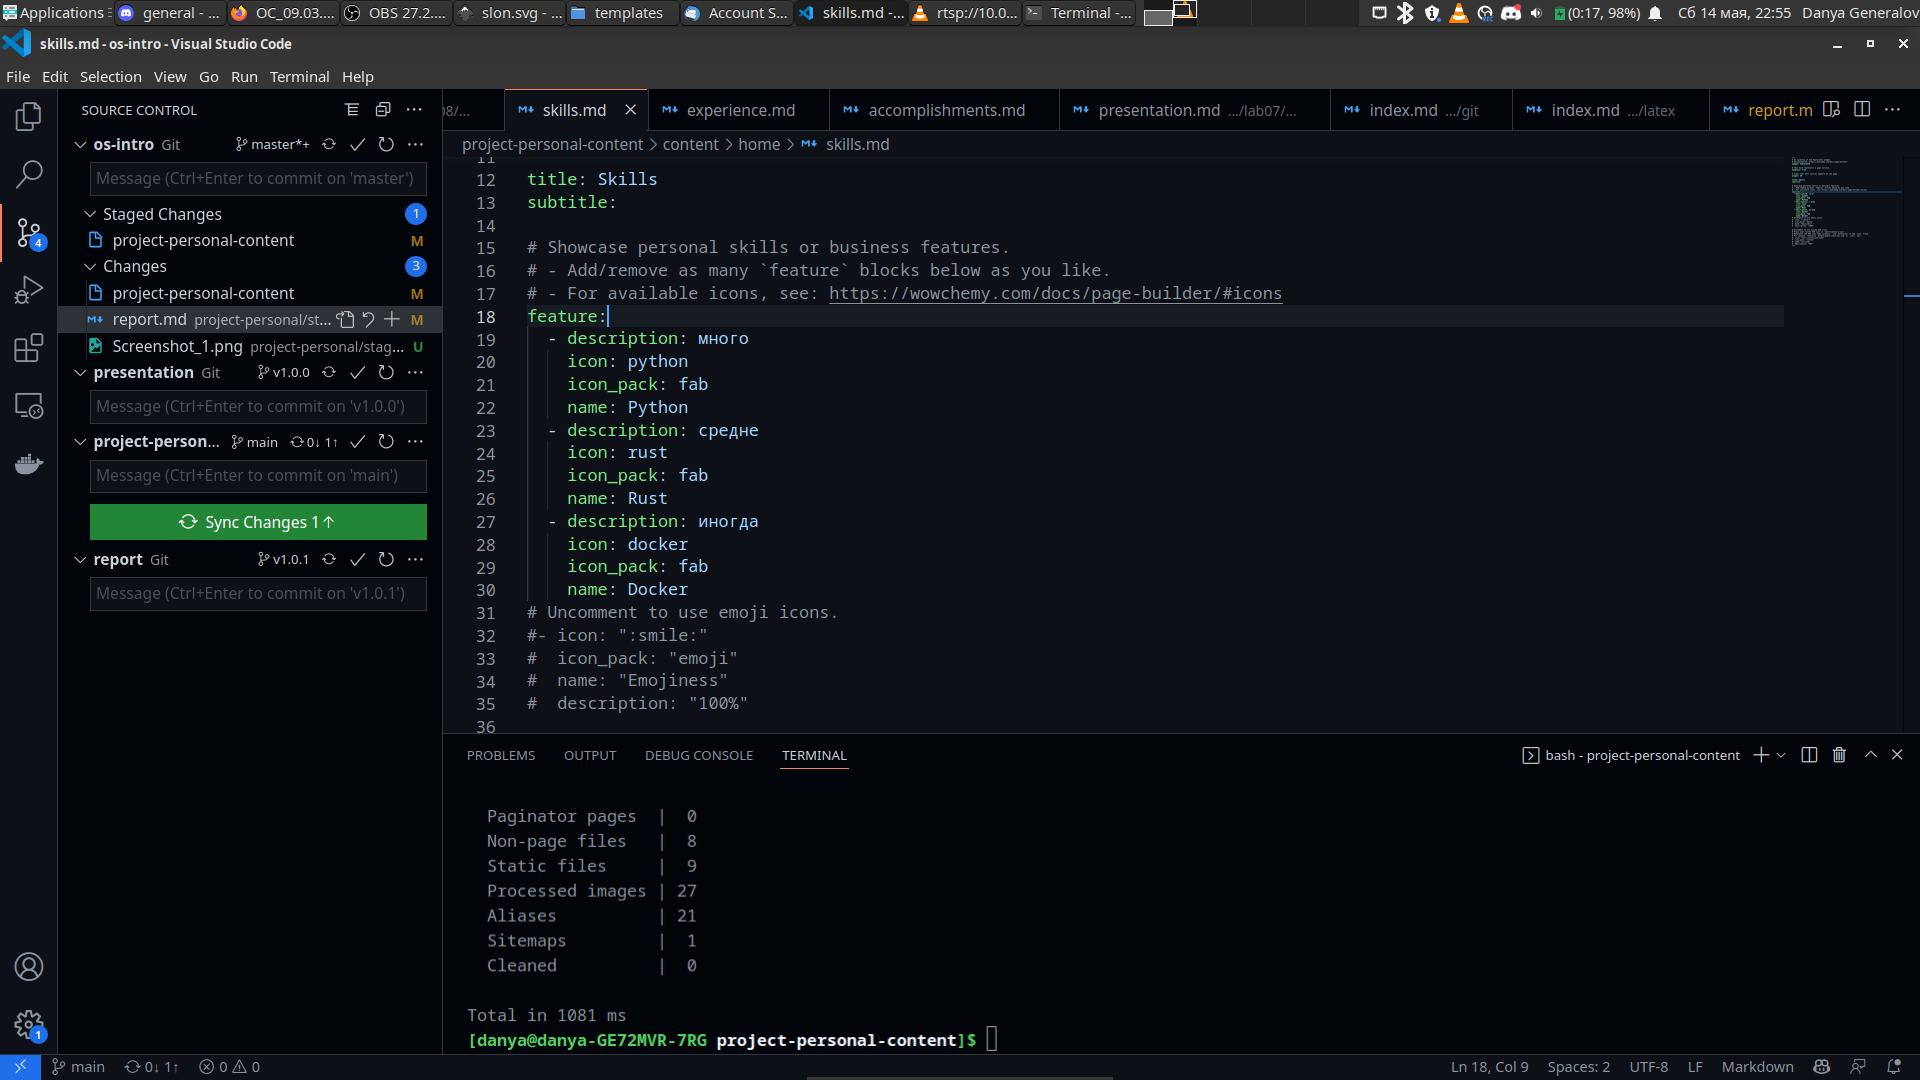 Applications general - ... OC_09.03.... OBS 27.2.... slon.svg - ... templates Account S... skills.md -... rtsp://10.0... Terminal -... (0:17, 98%) Сб 14 мая, 22:55 Danya Generalov
skills.md - os-intro - Visual Studio Code
File Edit Selection View Go Run Terminal Help
SOURCE CONTROL
os-intro Git master*+
Message (Ctrl+Enter to commit on 'master')
Staged Changes 1
project-personal-content M
Changes 3
project-personal-content M
report.md project-personal/st... M
Screenshot_1.png project-personal/stag... U
presentation Git v1.0.0
Message (Ctrl+Enter to commit on 'v1.0.0')
project-person... main 0↓ 1↑
Message (Ctrl+Enter to commit on 'main')
Sync Changes 1↑
report Git v1.0.1
Message (Ctrl+Enter to commit on 'v1.0.1')
4
1
08/... skills.md experience.md accomplishments.md presentation.md .../lab07/... index.md .../git index.md .../latex report.m
project-personal-content > content > home > skills.md
11
12 title: Skills
13 subtitle:
14
15 # Showcase personal skills or business features.
16 # - Add/remove as many `feature` blocks below as you like.
17 # - For available icons, see: https://wowchemy.com/docs/page-builder/#icons
18 feature:
19 - description: много
20 icon: python
21 icon_pack: fab
22 name: Python
23 - description: средне
24 icon: rust
25 icon_pack: fab
26 name: Rust
27 - description: иногда
28 icon: docker
29 icon_pack: fab
30 name: Docker
31 # Uncomment to use emoji icons.
32 #- icon: ":smile:"
33 # icon_pack: "emoji"
34 # name: "Emojiness"
35 # description: "100%"
36
PROBLEMS OUTPUT DEBUG CONSOLE TERMINAL bash - project-personal-content
Paginator pages | 0
Non-page files | 8
Static files | 9
Processed images | 27
Aliases | 21
Sitemaps | 1
Cleaned | 0
Total in 1081 ms
[danya@danya-GE72MVR-7RG project-personal-content]$
main 0↓ 1↑ 0 0 Ln 18, Col 9 Spaces: 2 UTF-8 LF Markdown